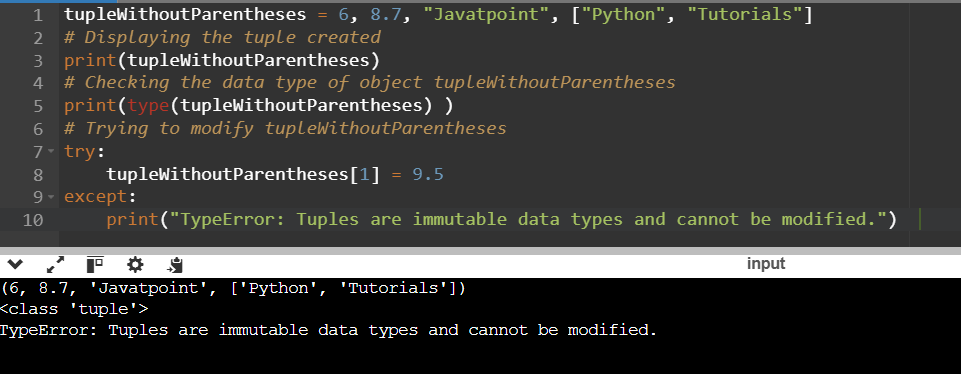 1 tupleWithoutParentheses = 6, 8.7, "Javatpoint", ["Python", "Tutorials"]
2 # Displaying the tuple created
3 print(tupleWithoutParentheses)
4 # Checking the data type of object tupleWithoutParentheses
5 print(type(tupleWithoutParentheses) )
6 # Trying to modify tupleWithoutParentheses
7 try:
8     tupleWithoutParentheses[1] = 9.5
9 except:
10     print("TypeError: Tuples are immutable data types and cannot be modified.")
input
(6, 8.7, 'Javatpoint', ['Python', 'Tutorials'])
<class 'tuple'>
TypeError: Tuples are immutable data types and cannot be modified.